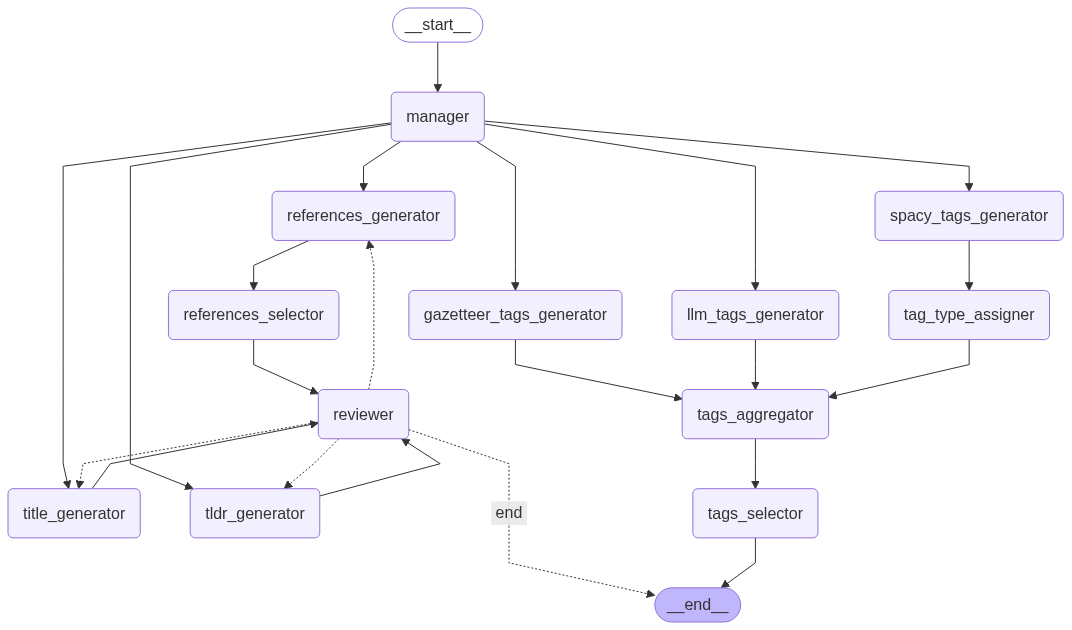 __start__
manager
references_generator
spacy_tags_generator
references_selector
gazetteer_tags_generator
llm_tags_generator
tag_type_assigner
reviewer
tags_aggregator
title_generator
tldr_generator
end
tags_selector
__end__